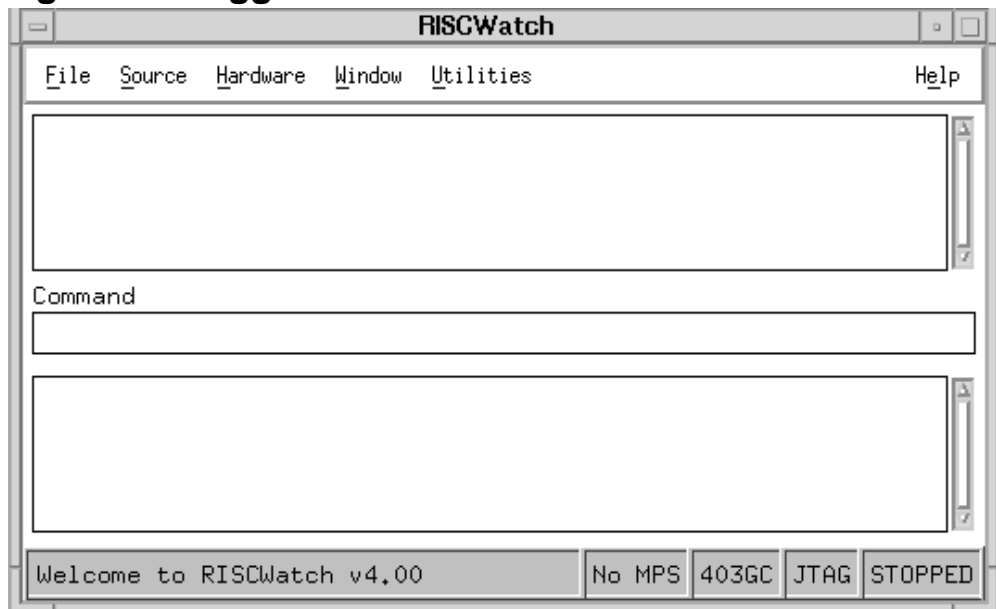 RISCWatch
File Source Hardware Window Utilities Help
Command
Welcome to RISCWatch v4.00 No MPS 403GC JTAG STOPPED